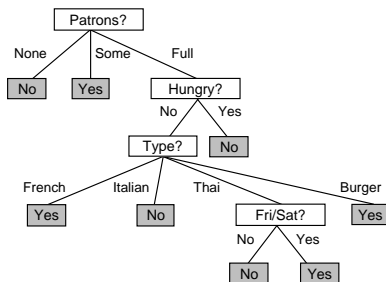 Patrons?
None Some Full
No Yes Hungry?
No Yes
Type? No
French Italian Thai Burger
Yes No Fri/Sat? Yes
No Yes
No Yes